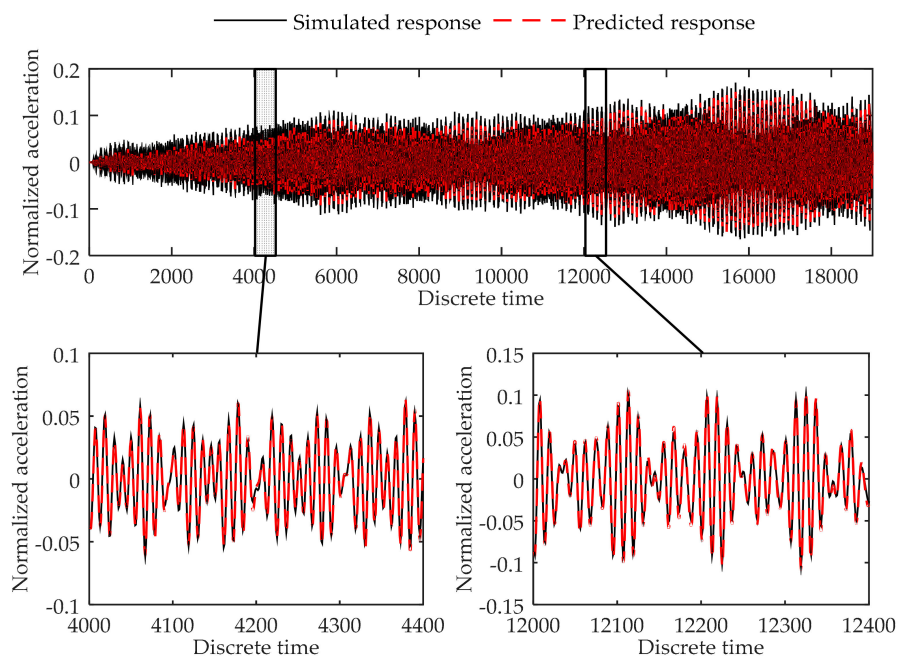 Simulated response Predicted response
Normalized acceleration
0.2
0.1
0
-0.1
-0.2
0 2000 4000 6000 8000 10000 12000 14000 16000 18000
Discrete time
Normalized acceleration
0.1
0.05
0
-0.05
-0.1
4000 4100 4200 4300 4400
Discrete time
Normalized acceleration
0.15
0.1
0.05
0
-0.05
-0.1
-0.15
12000 12100 12200 12300 12400
Discrete time